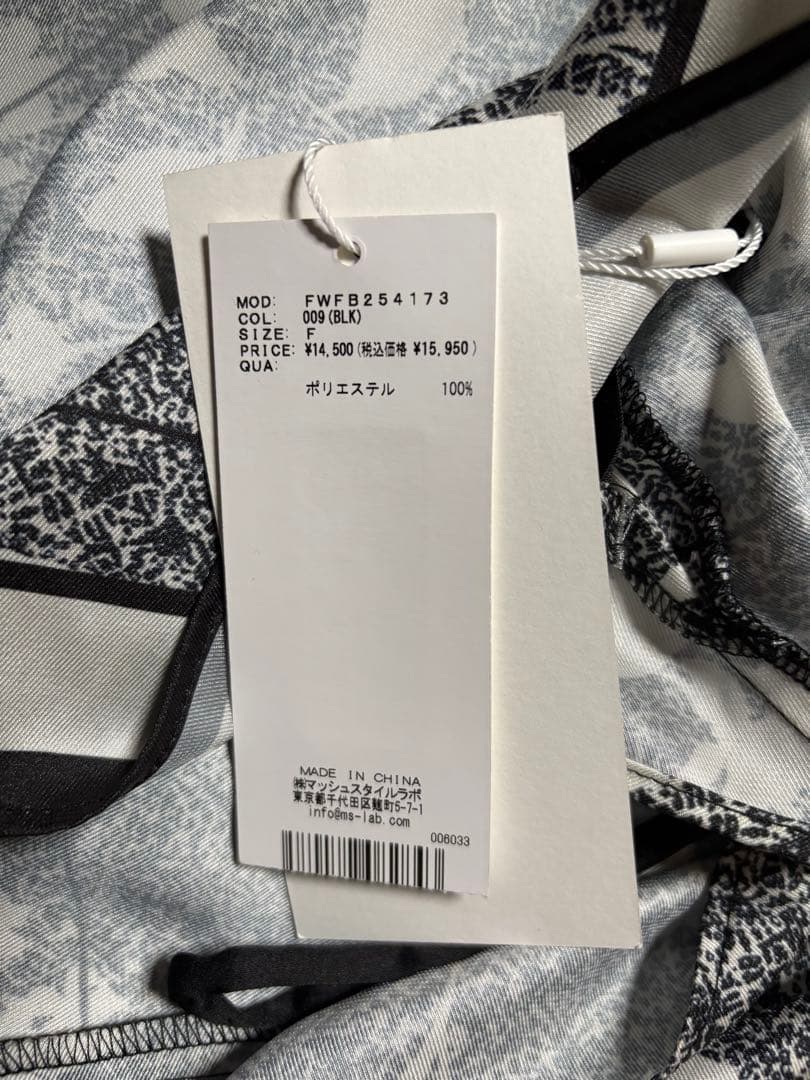 MOD: FWFB254173
COL: 009(BLK)
SIZE: F
PRICE: ¥14,500(税込価格 ¥15,950)
QUA:
ポリエステル 100%
MADE IN CHINA
㈱マッシュスタイルラボ
東京都千代田区麹町5-7-1
info@ms-lab.com
006033